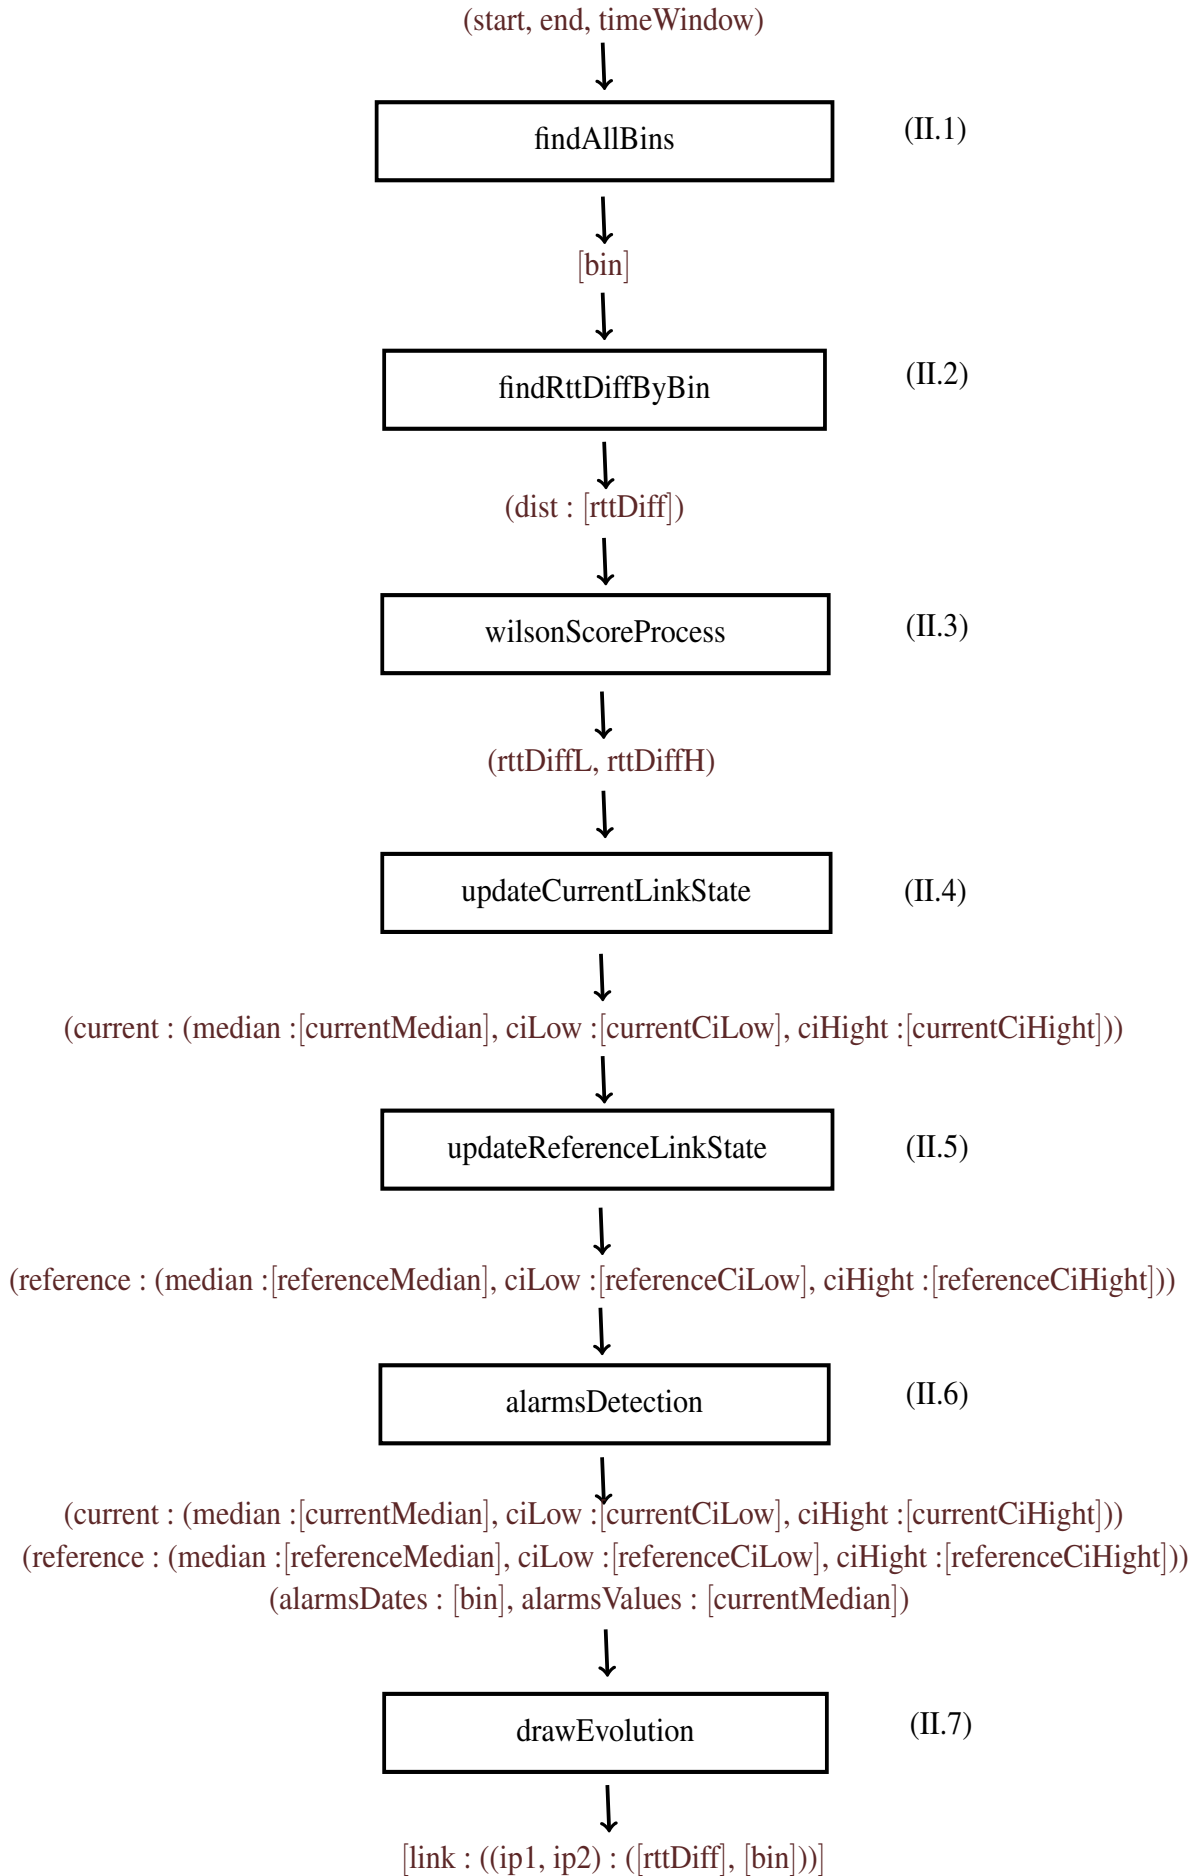 (start, end, timeWindow)
findAllBins (II.1)
[bin]
findRttDiffByBin (II.2)
(dist : [rttDiff])
wilsonScoreProcess (II.3)
(rttDiffL, rttDiffH)
updateCurrentLinkState (II.4)
(current : (median :[currentMedian], ciLow :[currentCiLow], ciHight :[currentCiHight]))
updateReferenceLinkState (II.5)
(reference : (median :[referenceMedian], ciLow :[referenceCiLow], ciHight :[referenceCiHight]))
alarmsDetection (II.6)
(current : (median :[currentMedian], ciLow :[currentCiLow], ciHight :[currentCiHight]))
(reference : (median :[referenceMedian], ciLow :[referenceCiLow], ciHight :[referenceCiHight]))
(alarmsDates : [bin], alarmsValues : [currentMedian])
drawEvolution (II.7)
[link : ((ip1, ip2) : ([rttDiff], [bin]))]